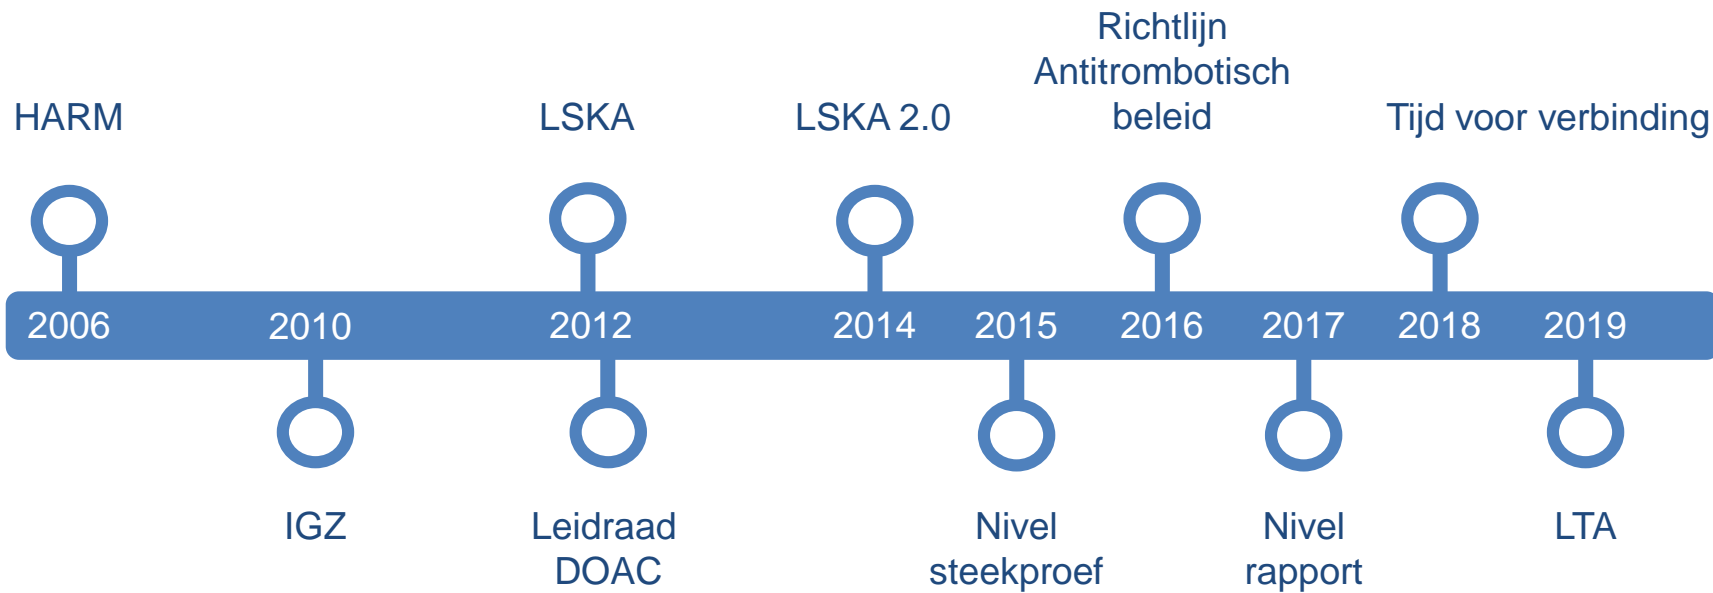 Richtlijn
Antitrombotisch
beleid
HARM
LSKA
LSKA 2.0
Tijd voor verbinding
2006
2010
2012
2014
2015
2016
2017
2018
2019
IGZ
Leidraad
DOAC
Nivel
steekproef
Nivel
rapport
LTA